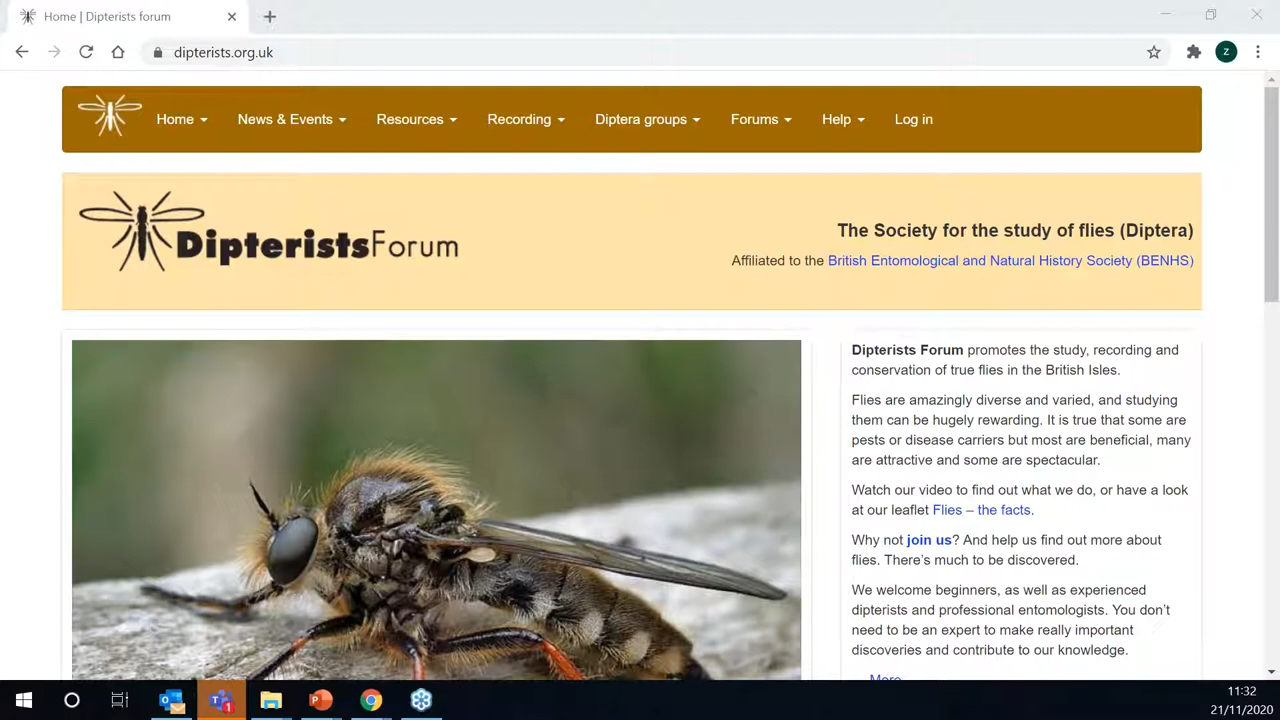 Home | Dipterists forum
dipterists.org.uk
Z
Home News & Events Resources Recording Diptera groups Forums Help Log in
DipteristsForum
The Society for the study of flies (Diptera)
Affiliated to the British Entomological and Natural History Society (BENHS)
Dipterists Forum promotes the study, recording and
conservation of true flies in the British Isles.
Flies are amazingly diverse and varied, and studying
them can be hugely rewarding. It is true that some are
pests or disease carriers but most are beneficial, many
are attractive and some are spectacular.
Watch our video to find out what we do, or have a look
at our leaflet Flies – the facts.
Why not join us? And help us find out more about
flies. There’s much to be discovered.
We welcome beginners, as well as experienced
dipterists and professional entomologists. You don’t
need to be an expert to make really important
discoveries and contribute to our knowledge.
More
11:32
21/11/2020